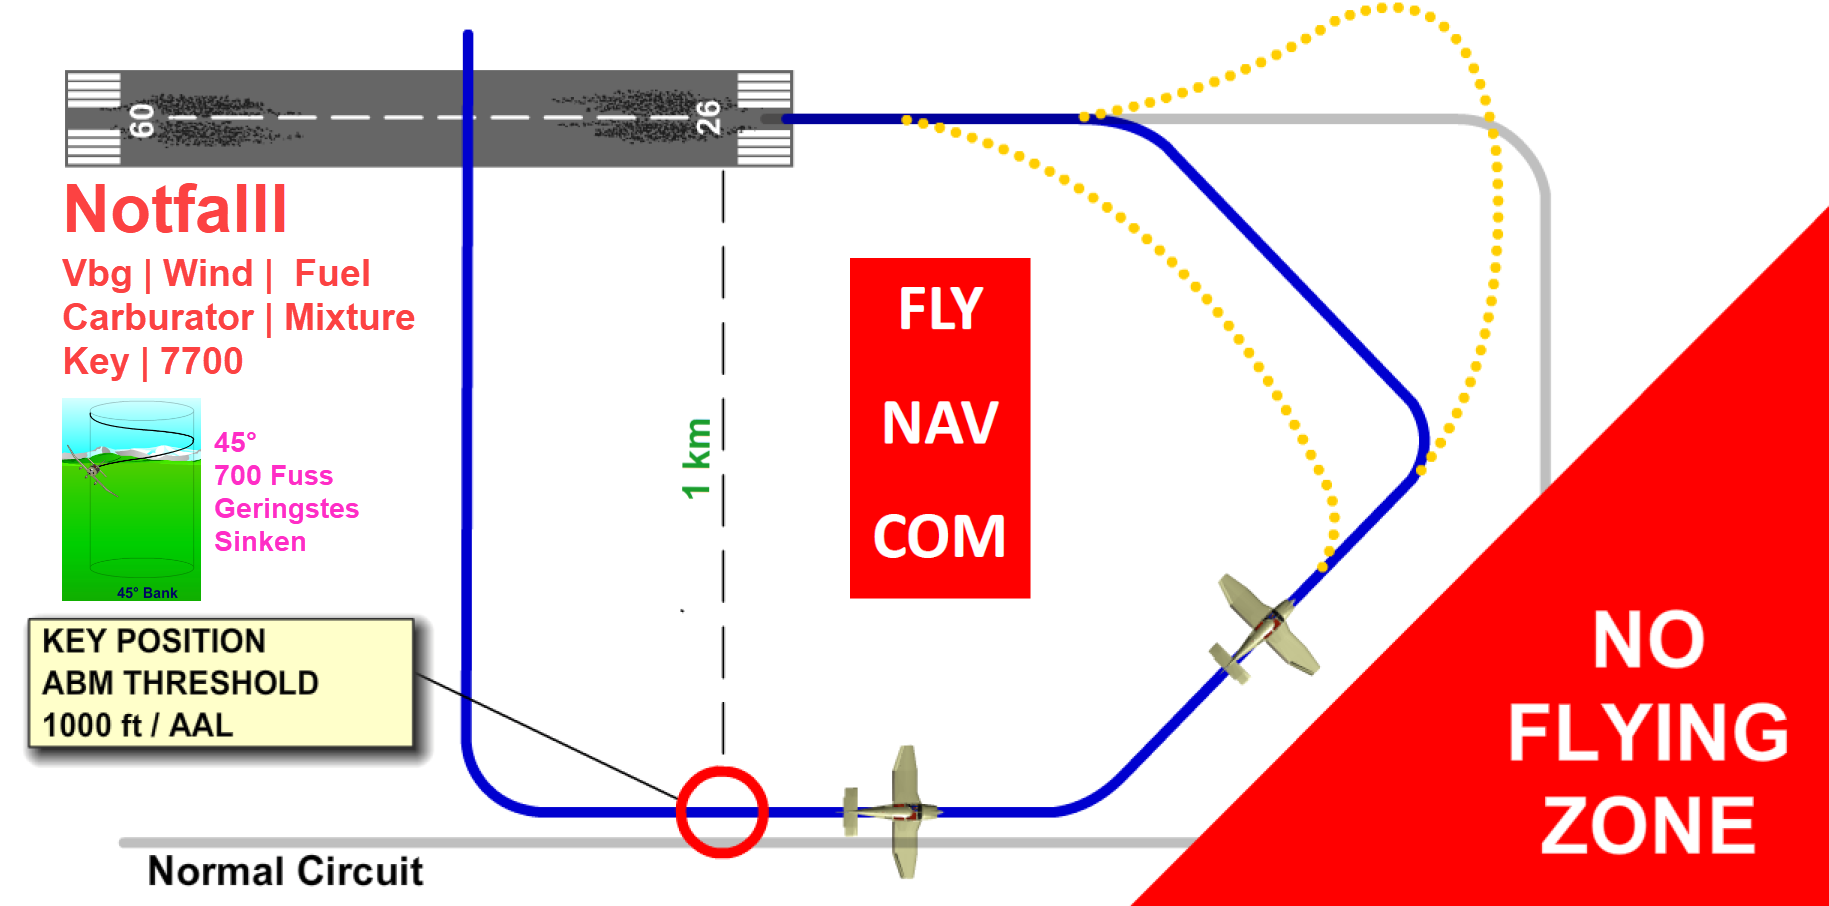 09
26
Notfalll
Vbg | Wind | Fuel
Carburator | Mixture
Key | 7700
45°
700 Fuss
Geringstes
Sinken
45° Bank
1 km
FLY
NAV
COM
KEY POSITION
ABM THRESHOLD
1000 ft / AAL
Normal Circuit
NO
FLYING
ZONE